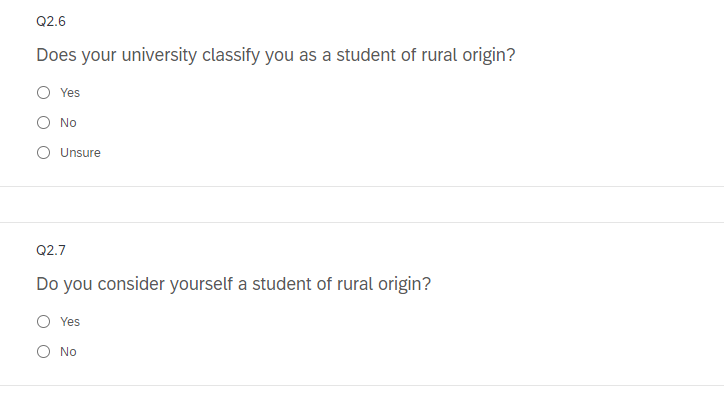 Q2.6
Does your university classify you as a student of rural origin?
Yes
No
Unsure
Q2.7
Do you consider yourself a student of rural origin?
Yes
No